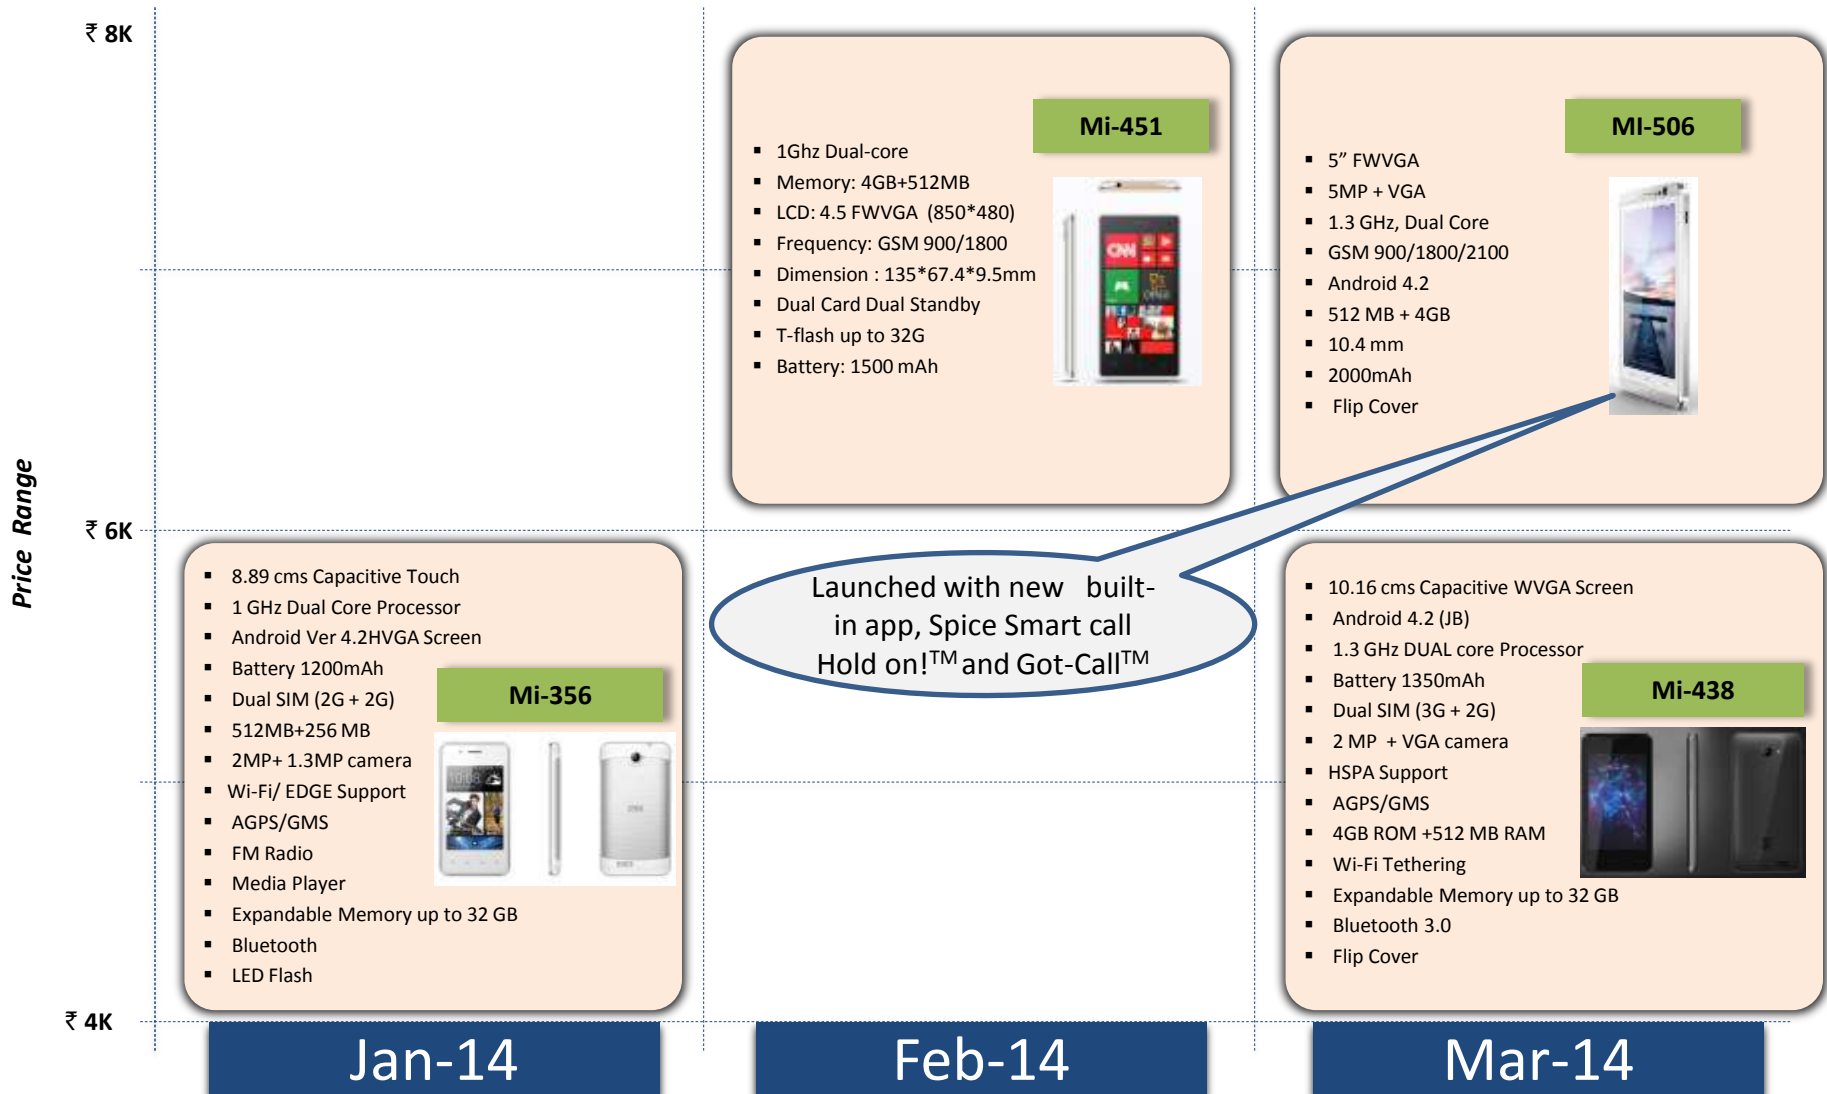 ₹ 8K
Mi-451
1Ghz Dual-core
Memory: 4GB+512MB
LCD: 4.5 FWVGA (850*480)
Frequency: GSM 900/1800
Dimension : 135*67.4*9.5mm
Dual Card Dual Standby
T-flash up to 32G
Battery: 1500 mAh
CNN
MI-506
5” FWVGA
5MP + VGA
1.3 GHz, Dual Core
GSM 900/1800/2100
Android 4.2
512 MB + 4GB
10.4 mm
2000mAh
Flip Cover
Price Range
₹ 6K
8.89 cms Capacitive Touch
1 GHz Dual Core Processor
Android Ver 4.2HVGA Screen
Battery 1200mAh
Dual SIM (2G + 2G)
512MB+256 MB
2MP+ 1.3MP camera
Wi-Fi/ EDGE Support
AGPS/GMS
FM Radio
Media Player
Expandable Memory up to 32 GB
Bluetooth
LED Flash
Mi-356
10:08
Launched with new built-
in app, Spice Smart call
Hold on!™ and Got-Call™
10.16 cms Capacitive WVGA Screen
Android 4.2 (JB)
1.3 GHz DUAL core Processor
Battery 1350mAh
Dual SIM (3G + 2G)
2 MP + VGA camera
HSPA Support
AGPS/GMS
4GB ROM +512 MB RAM
Wi-Fi Tethering
Expandable Memory up to 32 GB
Bluetooth 3.0
Flip Cover
Mi-438
₹ 4K
Jan-14
Feb-14
Mar-14